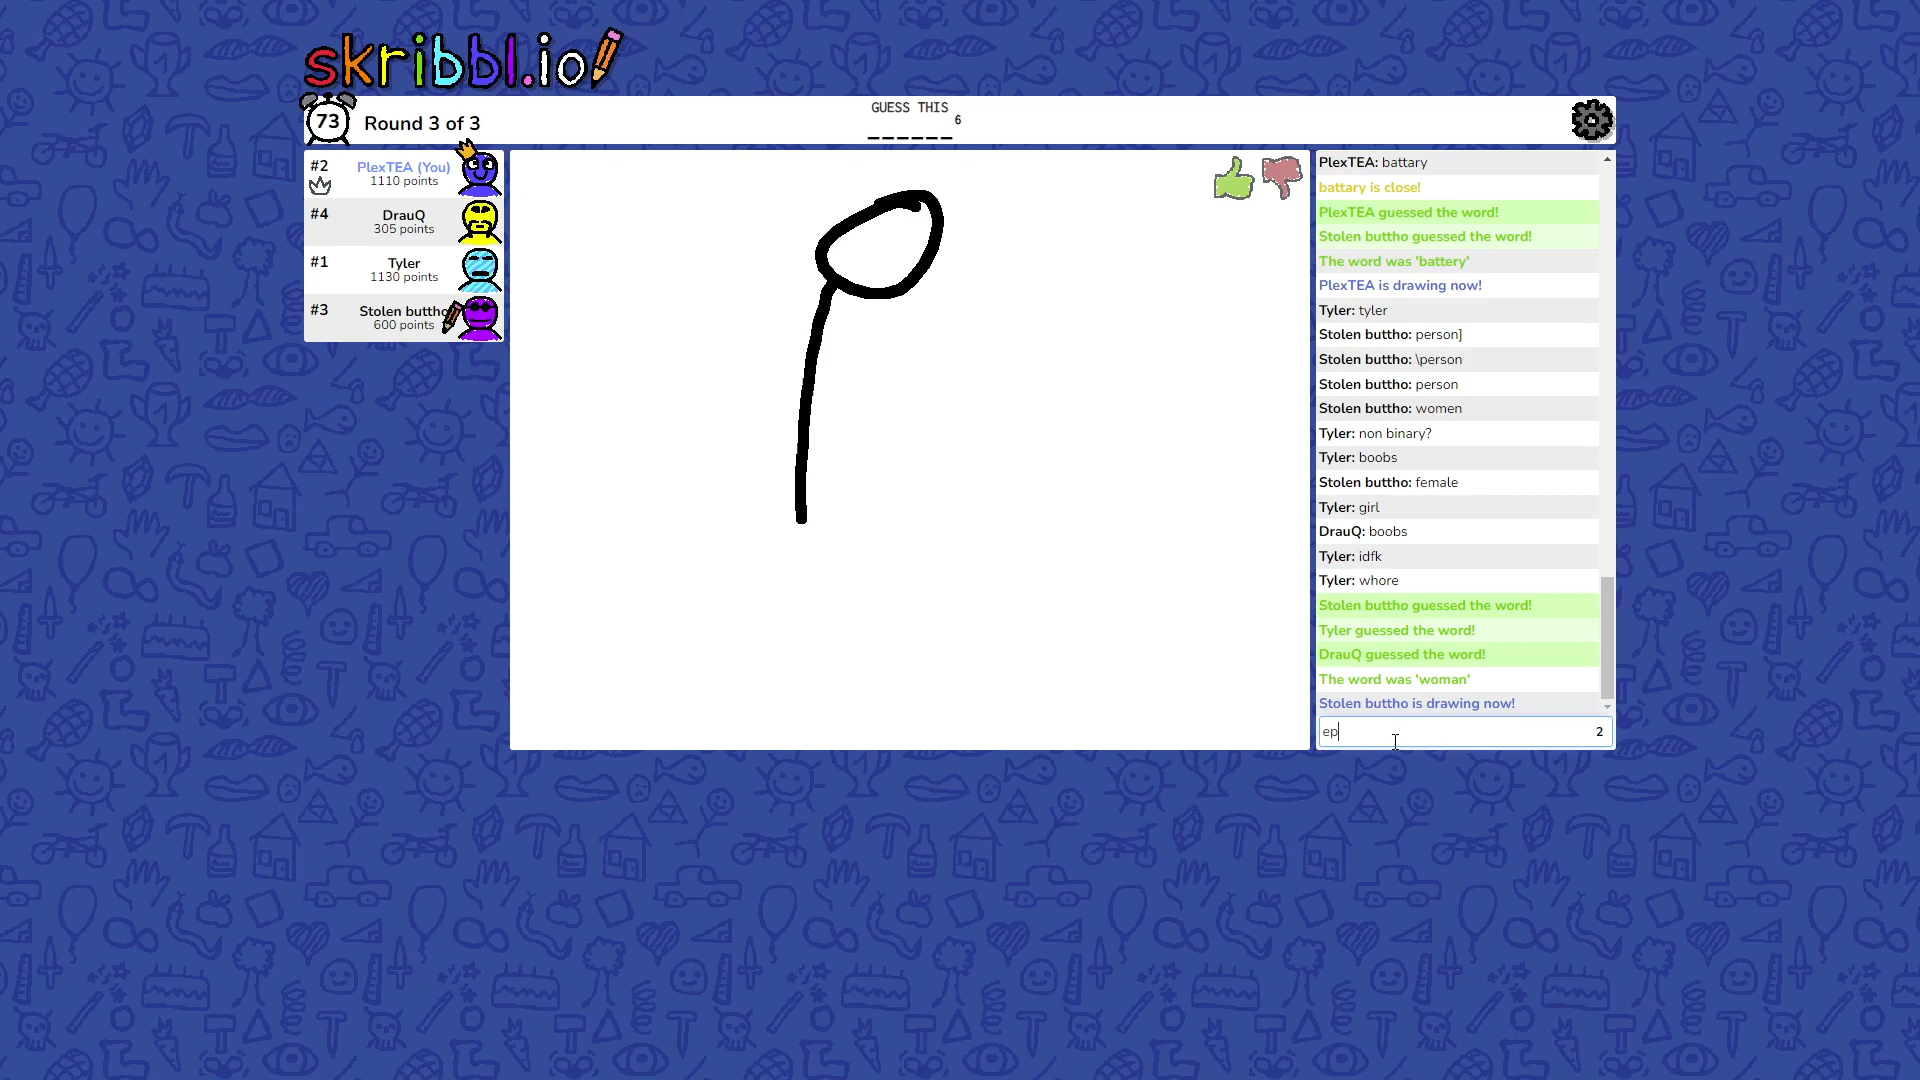 skribbl.io
73
Round 3 of 3
GUESS THIS
______ 6
#2 PlexTEA (You)
1110 points
#4 DrauQ
305 points
#1 Tyler
1130 points
#3 Stolen buttho
600 points
PlexTEA: battary
battary is close!
PlexTEA guessed the word!
Stolen buttho guessed the word!
The word was 'battery'
PlexTEA is drawing now!
Tyler: tyler
Stolen buttho: person]
Stolen buttho: \person
Stolen buttho: person
Stolen buttho: women
Tyler: non binary?
Tyler: boobs
Stolen buttho: female
Tyler: girl
DrauQ: boobs
Tyler: idfk
Tyler: whore
Stolen buttho guessed the word!
Tyler guessed the word!
DrauQ guessed the word!
The word was 'woman'
Stolen buttho is drawing now!
ep 2